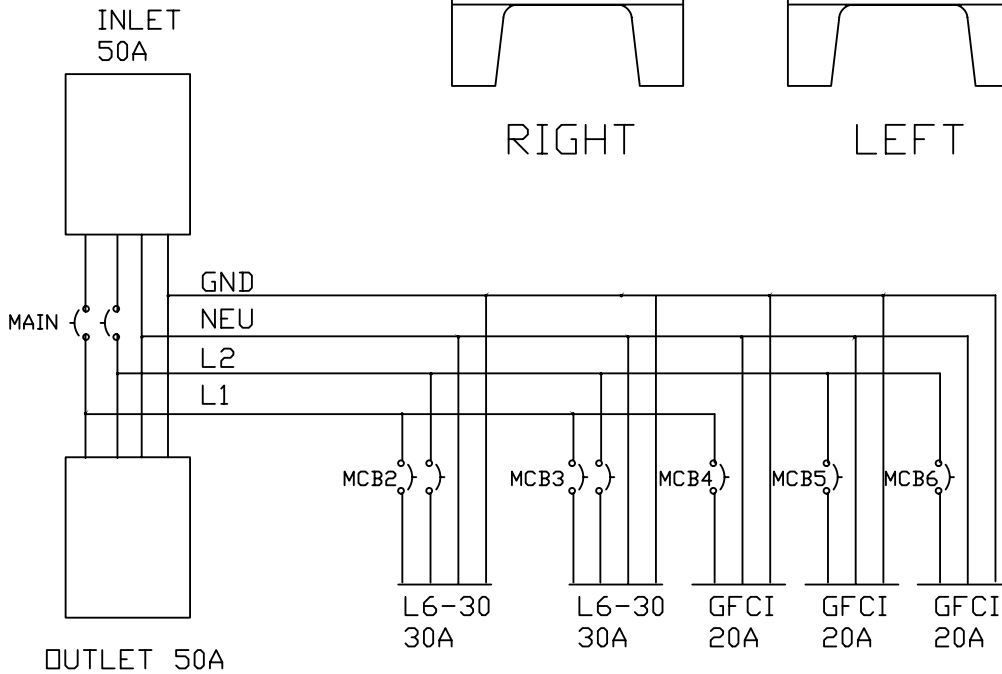 INLET
50A
RIGHT
LEFT
GND
MAIN
NEU
L2
L1
MCB2
MCB3
MCB4
MCB5
MCB6
L6-30
30A
L6-30
30A
GFCI
20A
GFCI
20A
GFCI
20A
OUTLET 50A